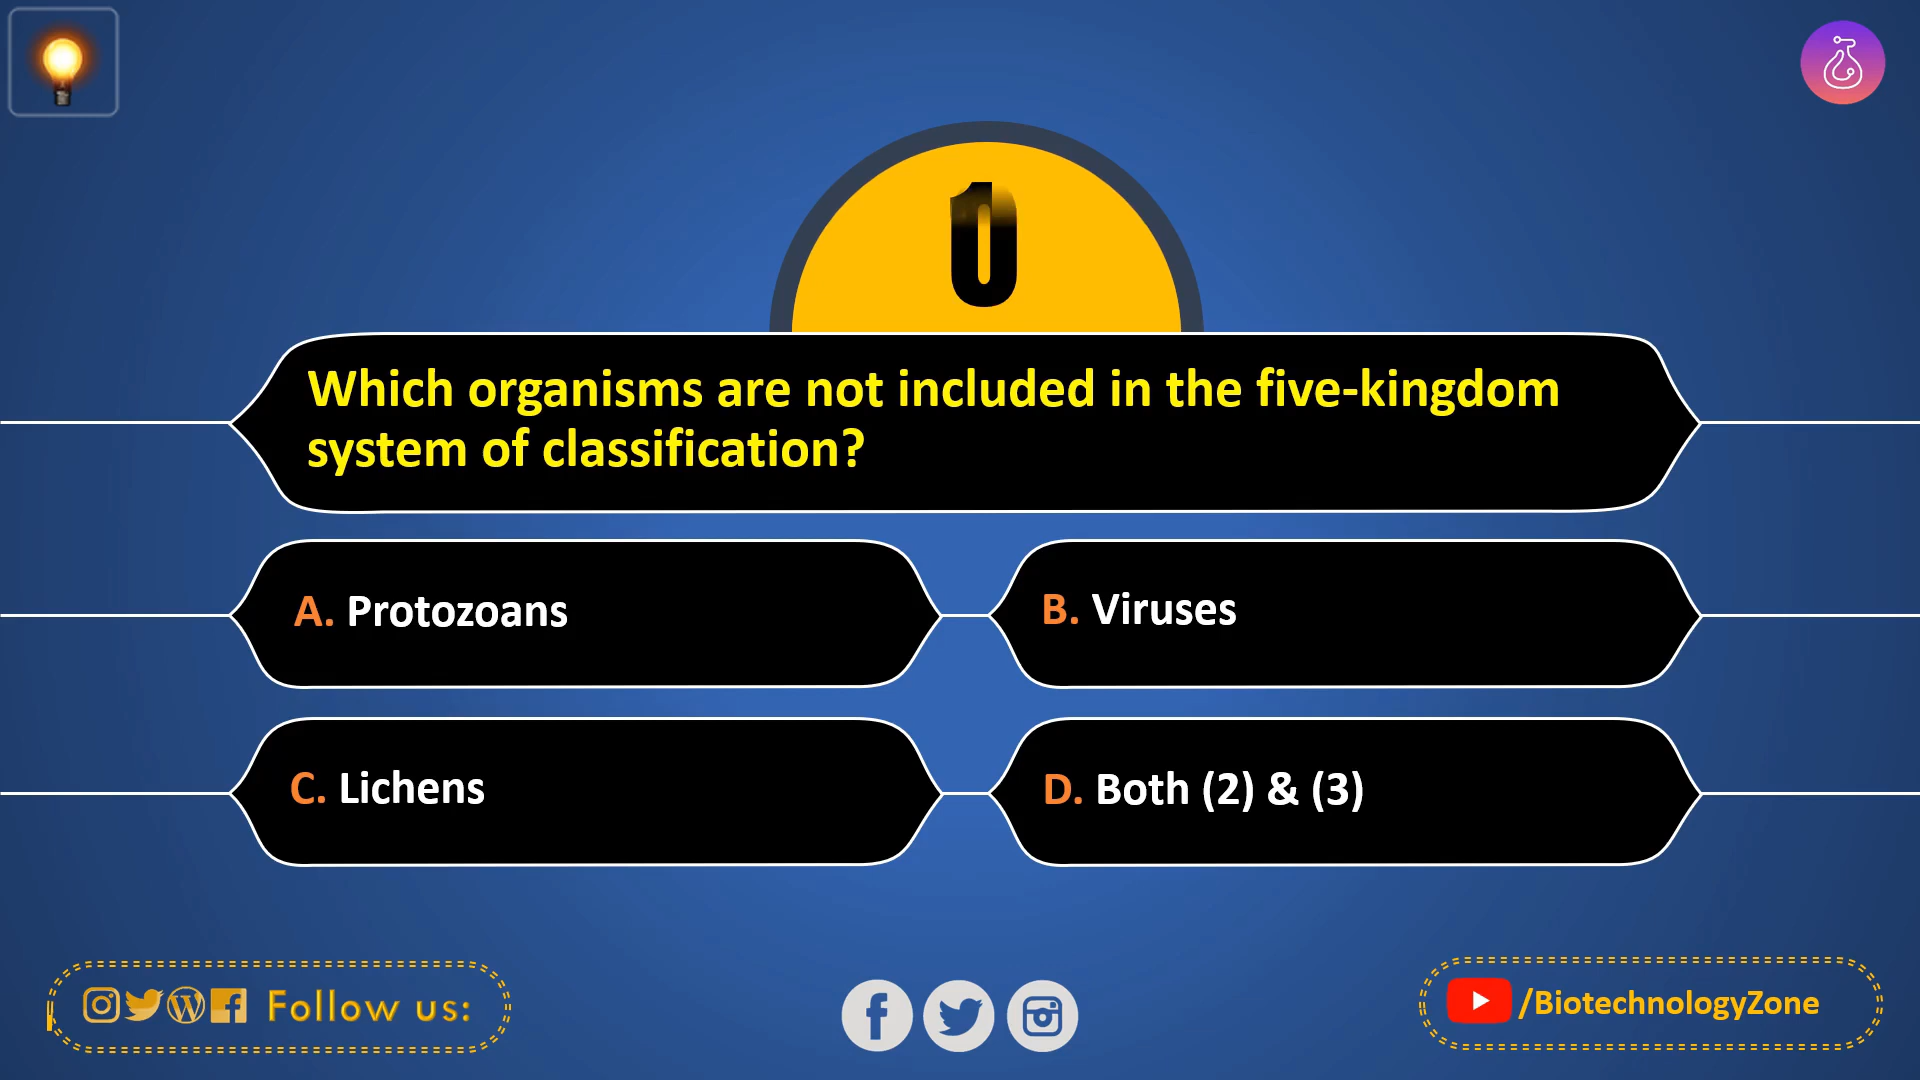 Which organisms are not included in the five-kingdom
system of classification?
A. Protozoans
B. Viruses
C. Lichens
D. Both (2) & (3)
Follow us:
/BiotechnologyZone